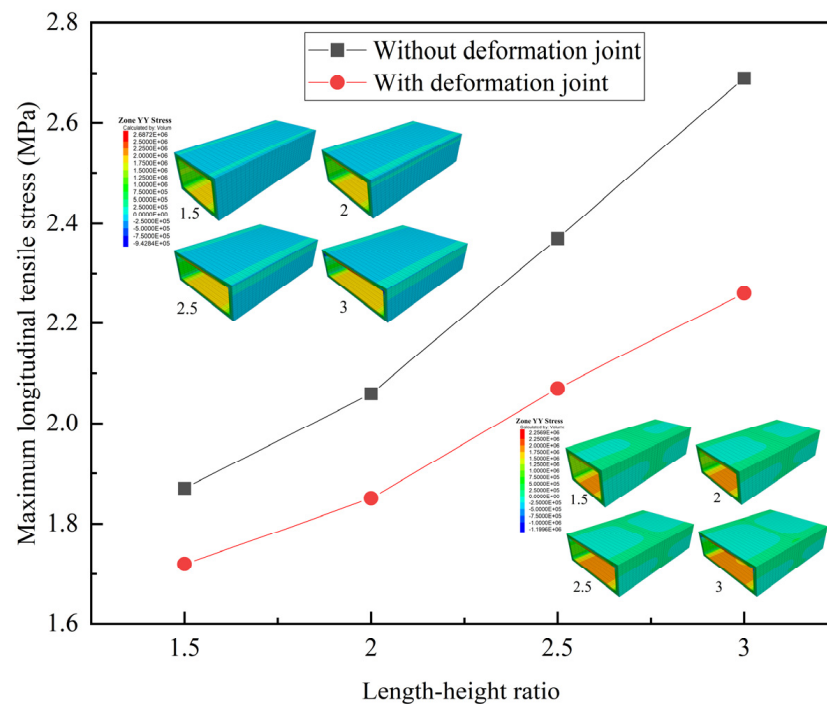 2.8
2.6
2.4
2.2
2.0
1.8
1.6
Maximum longitudinal tensile stress (MPa)
Without deformation joint
With deformation joint
Zone YY Stress
Calculated by: Volum
2.6872E+06
2.5000E+06
2.2500E+06
2.0000E+06
1.7500E+06
1.5000E+06
1.2500E+06
1.0000E+06
7.5000E+05
5.0000E+05
2.5000E+05
0.0000E+00
-2.5000E+05
-5.0000E+05
-7.5000E+05
-9.4284E+05
1.5
2
2.5
3
Zone YY Stress
Calculated by: Volum
2.2569E+06
2.2500E+06
2.0000E+06
1.7500E+06
1.5000E+06
1.2500E+06
1.0000E+06
7.5000E+05
5.0000E+05
2.5000E+05
0.0000E+00
-2.5000E+05
-5.0000E+05
-7.5000E+05
-1.0000E+06
-1.1996E+06
1.5
2
2.5
3
1.5
2
2.5
3
Length-height ratio